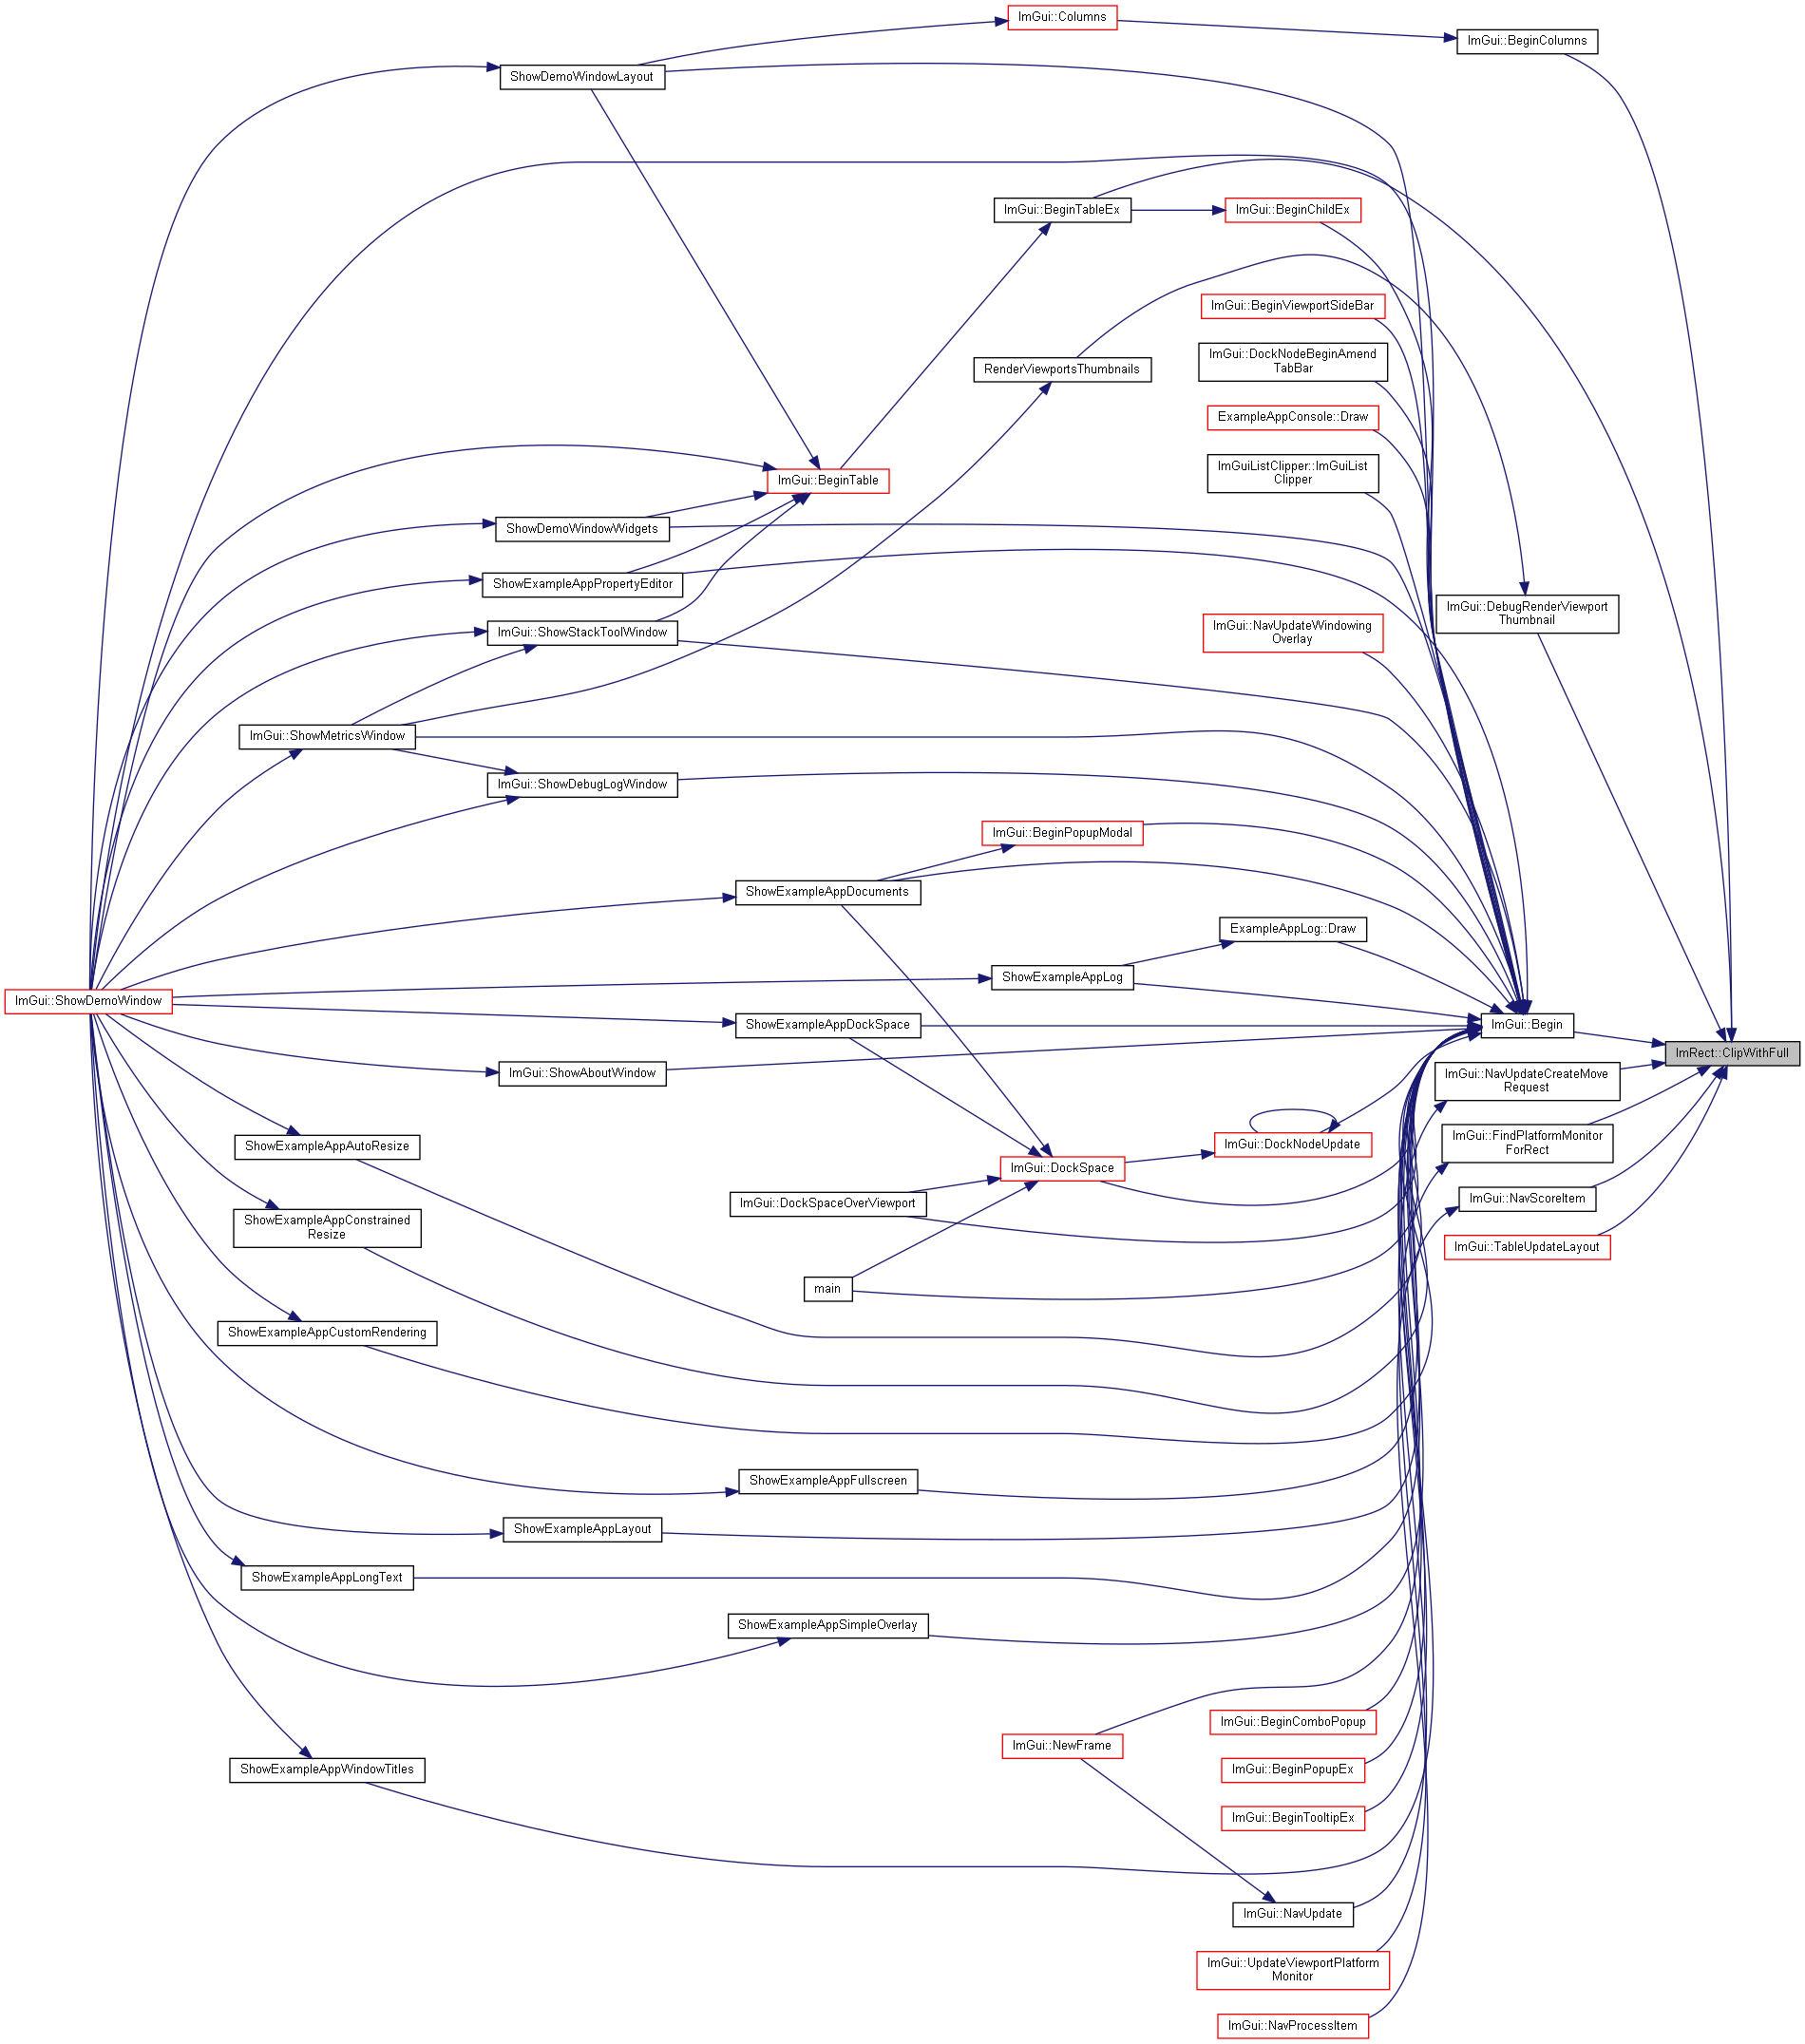 ImGui::Columns
ImGui::BeginColumns
ShowDemoWindowLayout
ImGui::BeginTableEx
ImGui::BeginChildEx
ImGui::BeginViewportSideBar
ImGui::DockNodeBeginAmend
TabBar
RenderViewportsThumbnails
ExampleAppConsole::Draw
ImGuiListClipper::ImGuiList
Clipper
ImGui::BeginTable
ShowDemoWindowWidgets
ShowExampleAppPropertyEditor
ImGui::DebugRenderViewport
Thumbnail
ImGui::ShowStackToolWindow
ImGui::NavUpdateWindowing
Overlay
ImGui::ShowMetricsWindow
ImGui::ShowDebugLogWindow
ImGui::BeginPopupModal
ShowExampleAppDocuments
ExampleAppLog::Draw
ShowExampleAppLog
ImGui::ShowDemoWindow
ShowExampleAppDockSpace
ImGui::Begin
ImRect::ClipWithFull
ImGui::ShowAboutWindow
ImGui::NavUpdateCreateMove
Request
ShowExampleAppAutoResize
ImGui::DockNodeUpdate
ImGui::FindPlatformMonitor
ForRect
ImGui::DockSpace
ImGui::DockSpaceOverViewport
ImGui::NavScoreItem
ShowExampleAppConstrained
Resize
ImGui::TableUpdateLayout
main
ShowExampleAppCustomRendering
ShowExampleAppFullscreen
ShowExampleAppLayout
ShowExampleAppLongText
ShowExampleAppSimpleOverlay
ImGui::BeginComboPopup
ImGui::NewFrame
ImGui::BeginPopupEx
ShowExampleAppWindowTitles
ImGui::BeginTooltipEx
ImGui::NavUpdate
ImGui::UpdateViewportPlatform
Monitor
ImGui::NavProcessItem